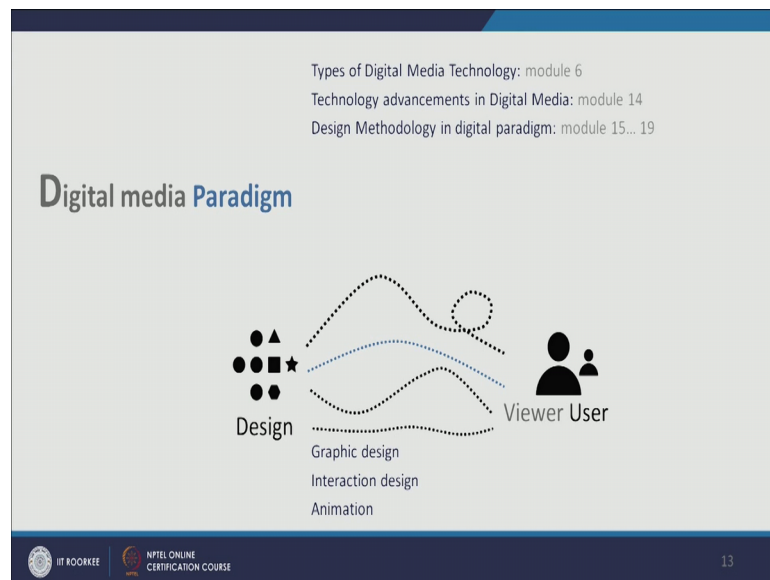 Types of Digital Media Technology: module 6
Technology advancements in Digital Media: module 14
Design Methodology in digital paradigm: module 15... 19
Digital media Paradigm
Design
Viewer User
Graphic design
Interaction design
Animation
IIT ROORKEE
NPTEL ONLINE
CERTIFICATION COURSE
13